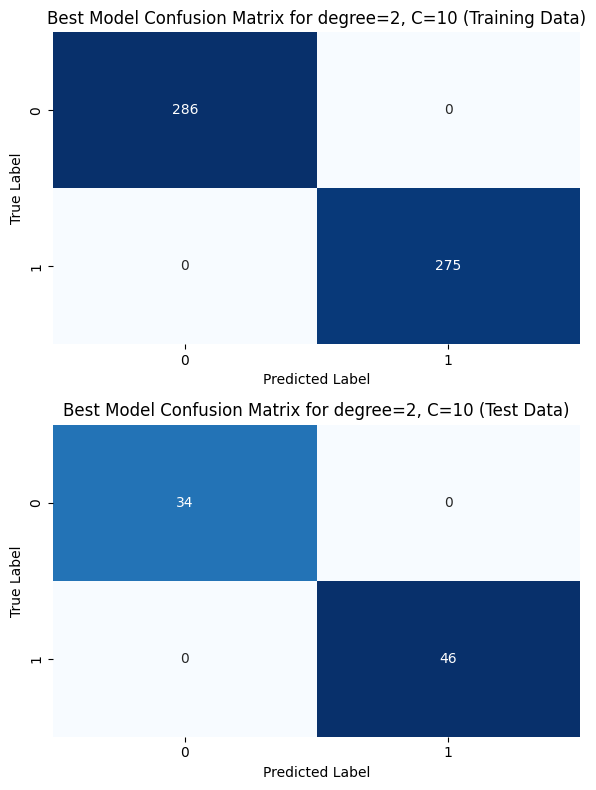 Best Model Confusion Matrix for degree=2, C=10 (Training Data)
0
286
0
True Label
1
0
275
0
1
Predicted Label
Best Model Confusion Matrix for degree=2, C=10 (Test Data)
0
34
0
True Label
1
0
46
0
1
Predicted Label